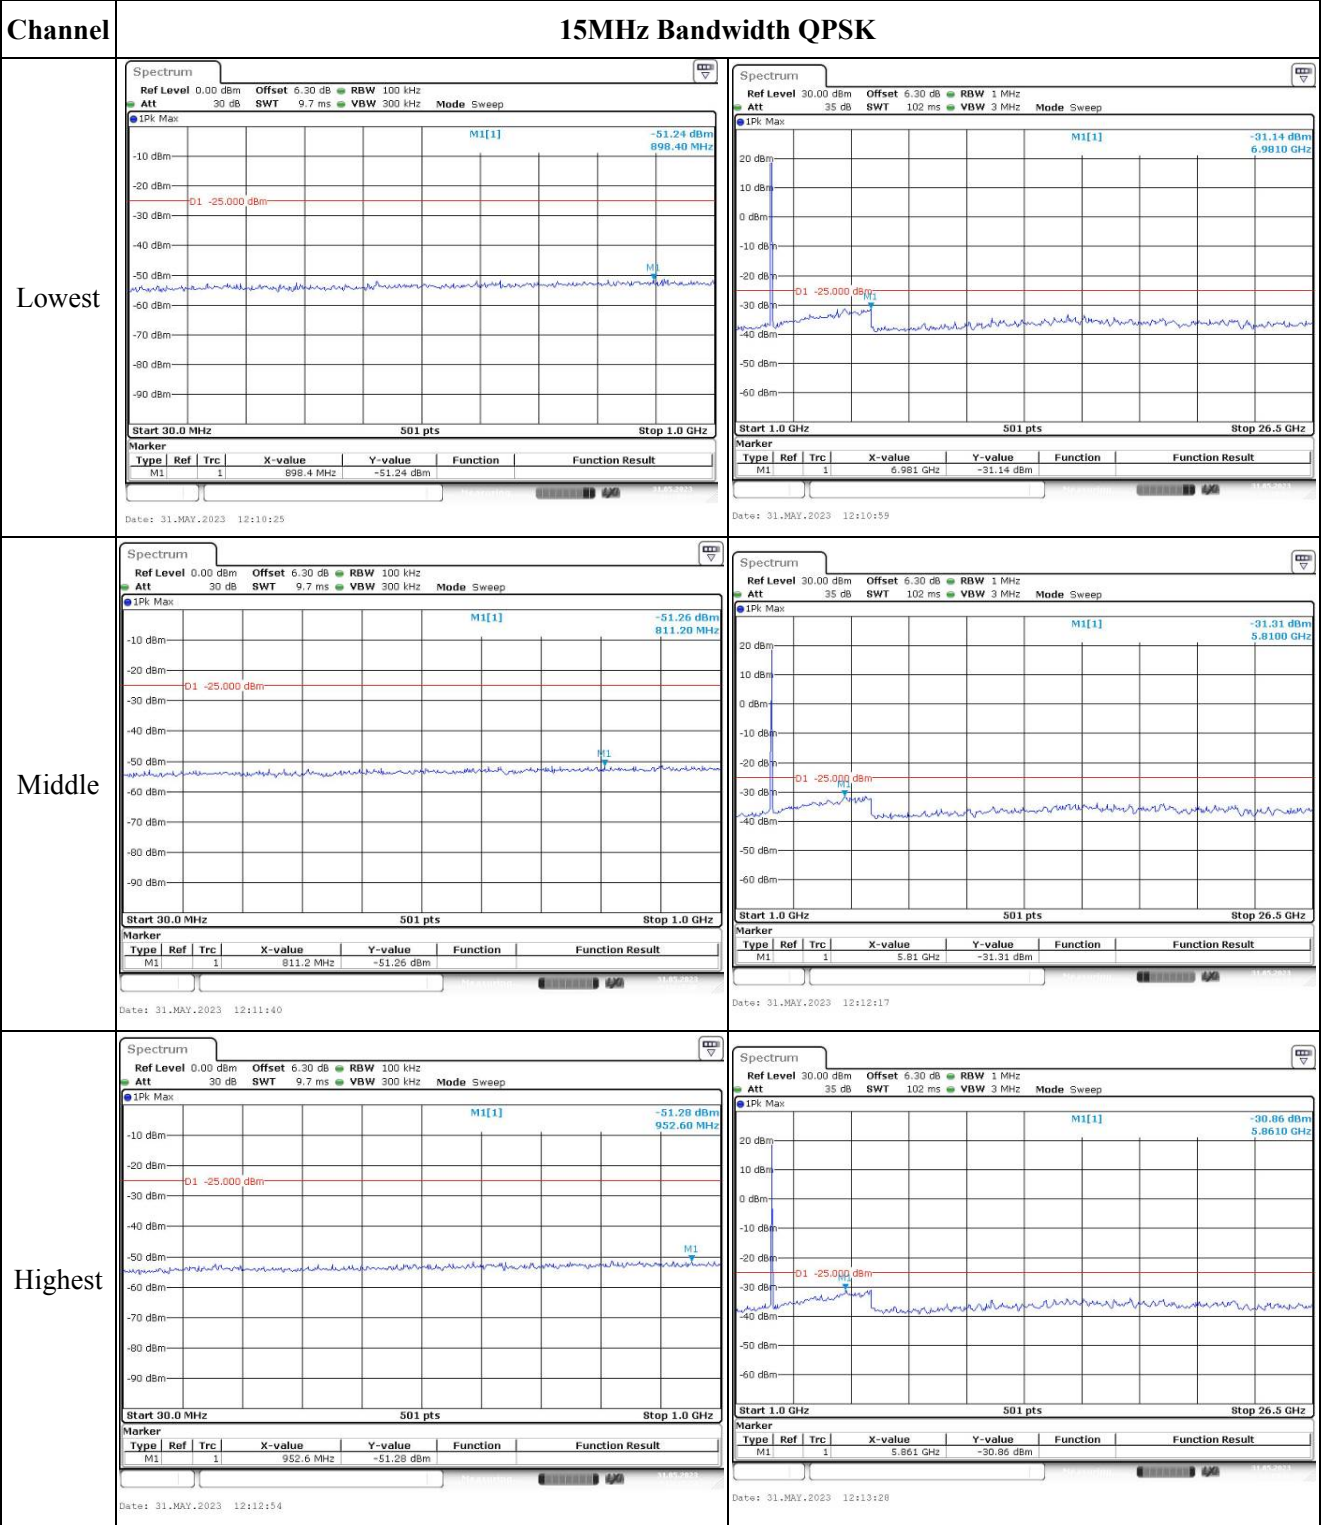 Channel 15MHz Bandwidth QPSK
Lowest
Spectrum
Ref Level 0.00 dBm Offset 6.30 dB RBW 100 kHz
Att 30 dB SWT 9.7 ms VBW 300 kHz Mode Sweep
1Pk Max
M1[1] -51.24 dBm
898.40 MHz
-10 dBm
-20 dBm
D1 -25.000 dBm
-30 dBm
-40 dBm
-50 dBm
M1
-60 dBm
-70 dBm
-80 dBm
-90 dBm
Start 30.0 MHz 501 pts Stop 1.0 GHz
Marker
Type Ref Trc X-value Y-value Function Function Result
M1 1 898.4 MHz -51.24 dBm
Date: 31.MAY.2023 12:10:25
Spectrum
Ref Level 30.00 dBm Offset 6.30 dB RBW 1 MHz
Att 35 dB SWT 102 ms VBW 3 MHz Mode Sweep
1Pk Max
M1[1] -31.14 dBm
6.9810 GHz
20 dBm
10 dBm
0 dBm
-10 dBm
-20 dBm
D1 -25.000 dBm
M1
-30 dBm
-40 dBm
-50 dBm
-60 dBm
Start 1.0 GHz 501 pts Stop 26.5 GHz
Marker
Type Ref Trc X-value Y-value Function Function Result
M1 1 6.981 GHz -31.14 dBm
Date: 31.MAY.2023 12:10:59
Middle
Spectrum
Ref Level 0.00 dBm Offset 6.30 dB RBW 100 kHz
Att 30 dB SWT 9.7 ms VBW 300 kHz Mode Sweep
1Pk Max
M1[1] -51.26 dBm
811.20 MHz
-10 dBm
-20 dBm
D1 -25.000 dBm
-30 dBm
-40 dBm
-50 dBm
M1
-60 dBm
-70 dBm
-80 dBm
-90 dBm
Start 30.0 MHz 501 pts Stop 1.0 GHz
Marker
Type Ref Trc X-value Y-value Function Function Result
M1 1 811.2 MHz -51.26 dBm
Date: 31.MAY.2023 12:11:40
Spectrum
Ref Level 30.00 dBm Offset 6.30 dB RBW 1 MHz
Att 35 dB SWT 102 ms VBW 3 MHz Mode Sweep
1Pk Max
M1[1] -31.31 dBm
5.8100 GHz
20 dBm
10 dBm
0 dBm
-10 dBm
-20 dBm
D1 -25.000 dBm
M1
-30 dBm
-40 dBm
-50 dBm
-60 dBm
Start 1.0 GHz 501 pts Stop 26.5 GHz
Marker
Type Ref Trc X-value Y-value Function Function Result
M1 1 5.81 GHz -31.31 dBm
Date: 31.MAY.2023 12:12:17
Highest
Spectrum
Ref Level 0.00 dBm Offset 6.30 dB RBW 100 kHz
Att 30 dB SWT 9.7 ms VBW 300 kHz Mode Sweep
1Pk Max
M1[1] -51.28 dBm
952.60 MHz
-10 dBm
-20 dBm
D1 -25.000 dBm
-30 dBm
-40 dBm
M1
-50 dBm
-60 dBm
-70 dBm
-80 dBm
-90 dBm
Start 30.0 MHz 501 pts Stop 1.0 GHz
Marker
Type Ref Trc X-value Y-value Function Function Result
M1 1 952.6 MHz -51.28 dBm
Date: 31.MAY.2023 12:12:54
Spectrum
Ref Level 30.00 dBm Offset 6.30 dB RBW 1 MHz
Att 35 dB SWT 102 ms VBW 3 MHz Mode Sweep
1Pk Max
M1[1] -30.86 dBm
5.8610 GHz
20 dBm
10 dBm
0 dBm
-10 dBm
-20 dBm
D1 -25.000 dBm
M1
-30 dBm
-40 dBm
-50 dBm
-60 dBm
Start 1.0 GHz 501 pts Stop 26.5 GHz
Marker
Type Ref Trc X-value Y-value Function Function Result
M1 1 5.861 GHz -30.86 dBm
Date: 31.MAY.2023 12:13:28